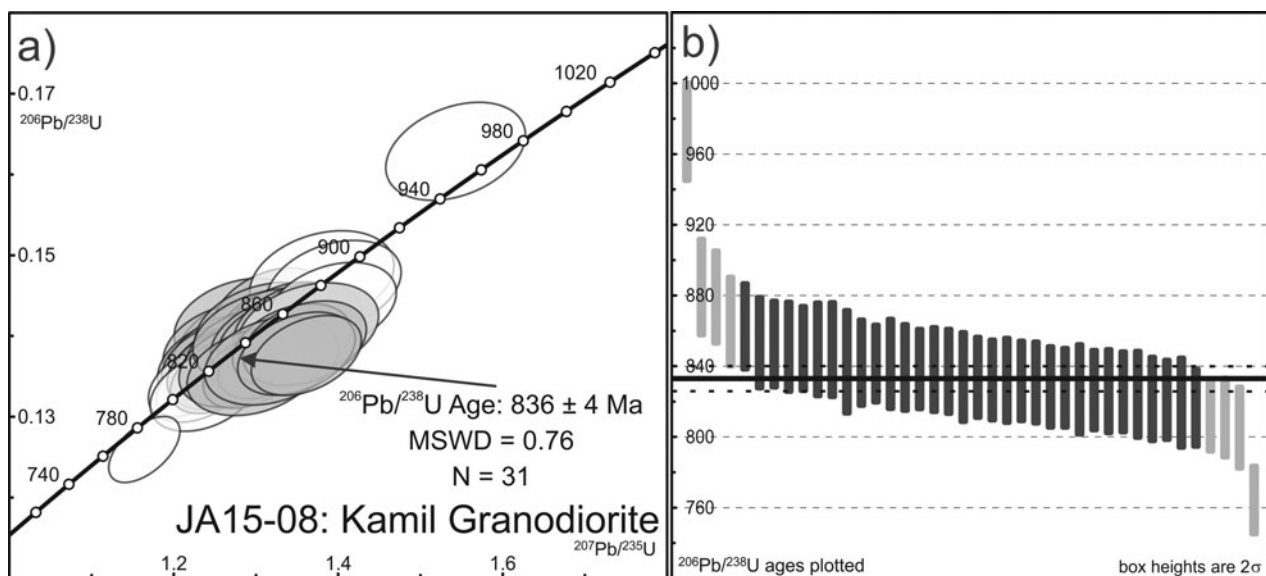 a)
0.17
²⁰⁶Pb/²³⁸U
1020
980
940
0.15
900
860
820
0.13
780
740
²⁰⁶Pb/²³⁸U Age: 836 ± 4 Ma
MSWD = 0.76
N = 31
JA15-08: Kamil Granodiorite
²⁰⁷Pb/²³⁵U
1.2
1.4
1.6
b)
1000
960
920
880
840
800
760
²⁰⁶Pb/²³⁸U ages plotted
box heights are 2σ